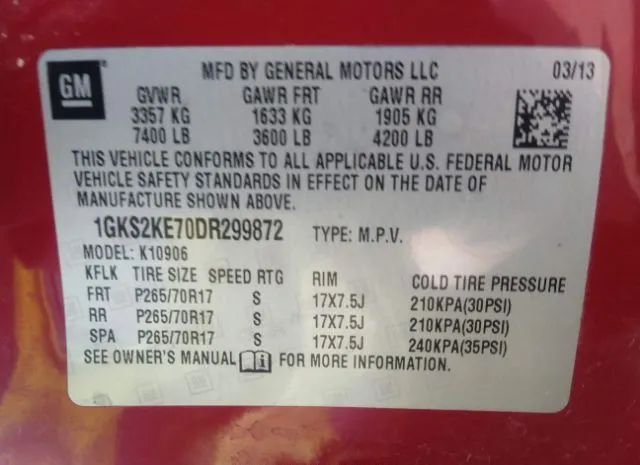 GM
MFD BY GENERAL MOTORS LLC 03/13
GVWR GAWR FRT GAWR RR
3357 KG 1633 KG 1905 KG
7400 LB 3600 LB 4200 LB
THIS VEHICLE CONFORMS TO ALL APPLICABLE U.S. FEDERAL MOTOR
VEHICLE SAFETY STANDARDS IN EFFECT ON THE DATE OF
MANUFACTURE SHOWN ABOVE.
1GKS2KE70DR299872 TYPE: M.P.V.
MODEL: K10906
KFLK TIRE SIZE SPEED RTG RIM COLD TIRE PRESSURE
FRT P265/70R17 S 17X7.5J 210KPA(30PSI)
RR P265/70R17 S 17X7.5J 210KPA(30PSI)
SPA P265/70R17 S 17X7.5J 240KPA(35PSI)
SEE OWNER'S MANUAL FOR MORE INFORMATION.